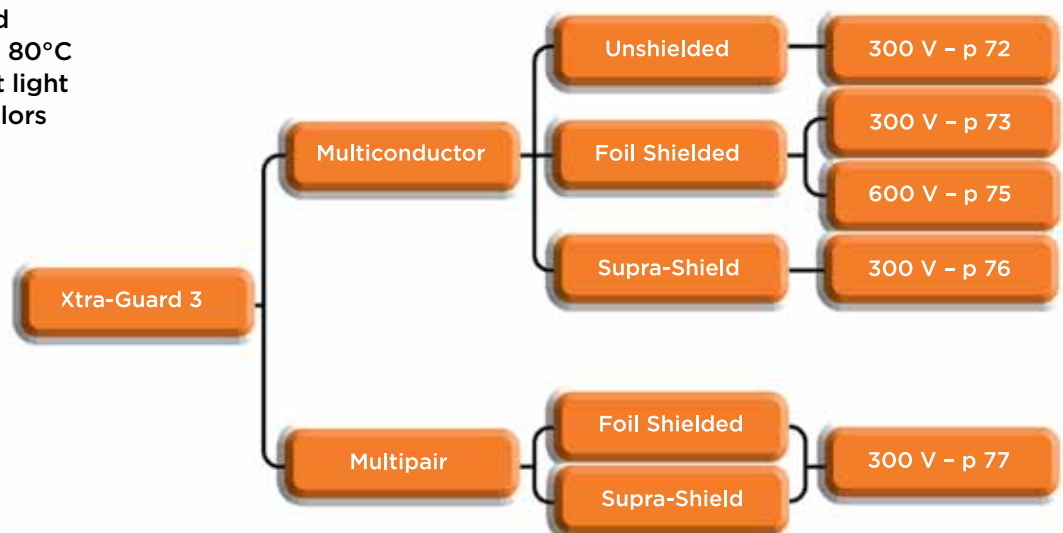 d
80°C
t light
lors
Xtra-Guard 3
Multiconductor
Unshielded
300 V – p 72
Foil Shielded
300 V – p 73
600 V – p 75
Supra-Shield
300 V – p 76
Multipair
Foil Shielded
Supra-Shield
300 V – p 77